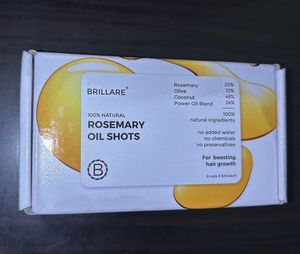 BRILLARE®
100% NATURAL
ROSEMARY
OIL SHOTS
B
Rosemary 20%
Olive 10%
Coconut 46%
Power Oil Blend 24%
100%
natural ingredients
no added water
no chemicals
no preservatives
For boosting
hair growth